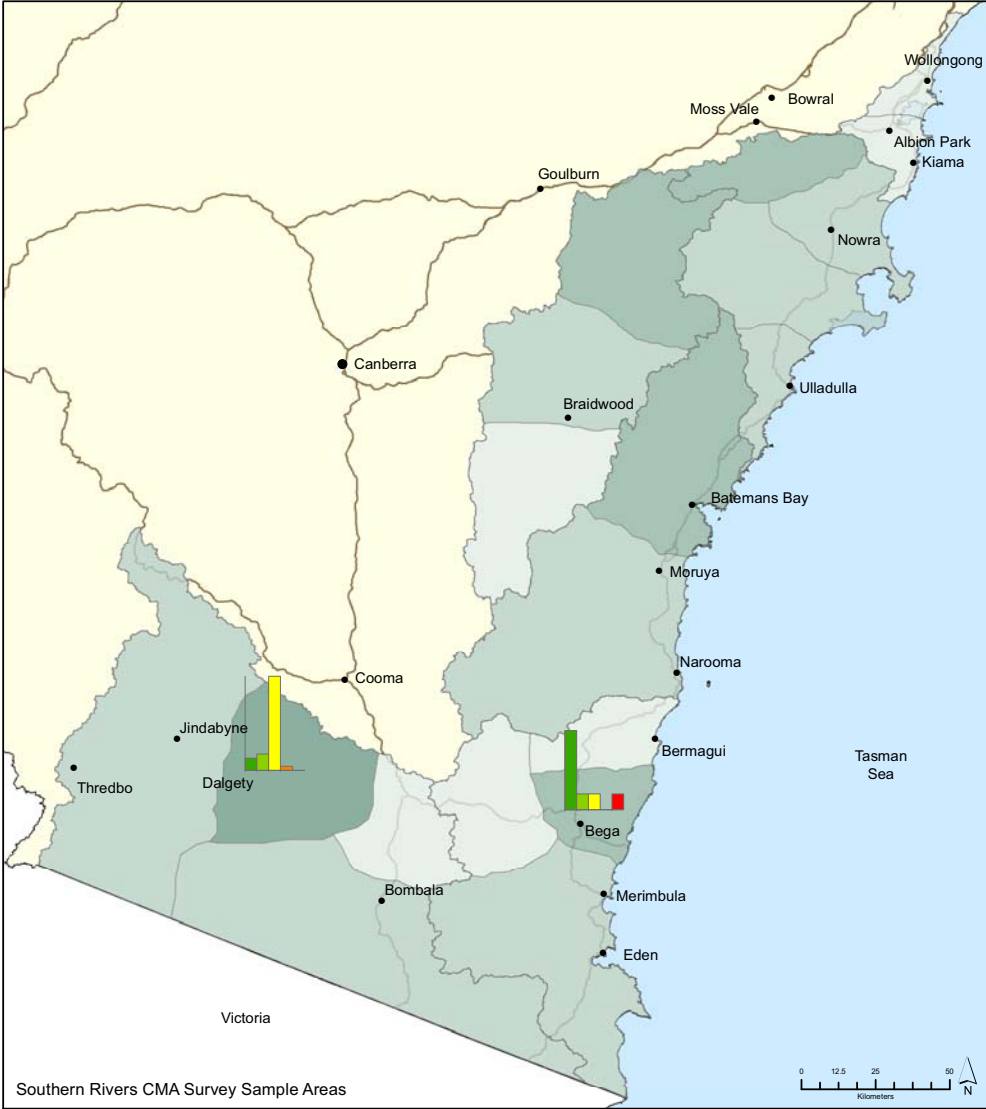 Wollongong
Bowral
Moss Vale
Albion Park
Kiama
Goulburn
Nowra
Canberra
Ulladulla
Braidwood
Batemans Bay
Moruya
Narooma
Cooma
Jindabyne
Bermagui
Tasman
Sea
Thredbo
Dalgety
Bega
Bombala
Merimbula
Eden
Victoria
0 12.5 25 50
Kilometers
N
Southern Rivers CMA Survey Sample Areas